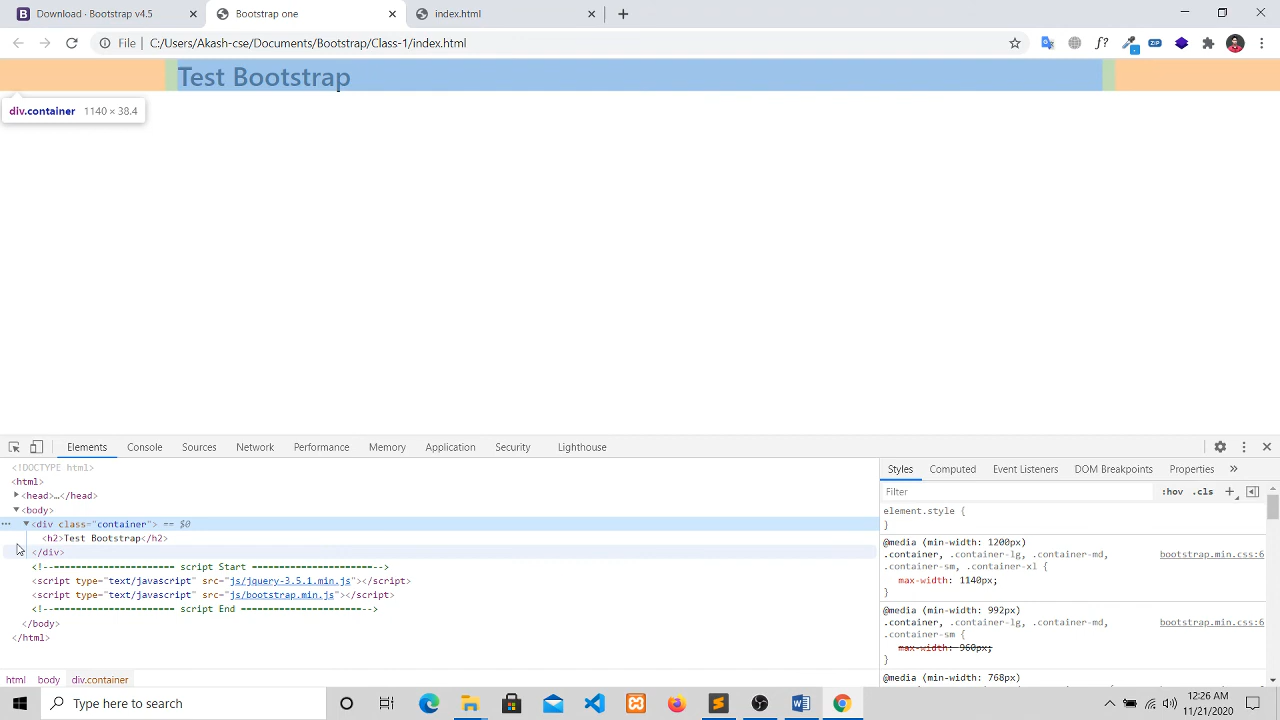 Download · Bootstrap v4.5
Bootstrap one
index.html
File
C:/Users/Akash-cse/Documents/Bootstrap/Class-1/index.html
ƒ?
ZIP
Test Bootstrap
div.container 1140 × 38.4
Elements
Console
Sources
Network
Performance
Memory
Application
Security
Lighthouse
<!DOCTYPE html>
<html>
<head>…</head>
<body>
<div class="container"> == $0
<h2>Test Bootstrap</h2>
</div>
<!--===================== script Start =======================-->
<script type="text/javascript" src="js/jquery-3.5.1.min.js"></script>
<script type="text/javascript" src="js/bootstrap.min.js"></script>
<!--===================== script End =======================-->
</body>
</html>
html body div.container
Styles
Computed
Event Listeners
DOM Breakpoints
Properties
Filter
:hov .cls
element.style {
}
@media (min-width: 1200px)
.container, .container-lg, .container-md, bootstrap.min.css:6
.container-sm, .container-xl {
max-width: 1140px;
}
@media (min-width: 992px)
.container, .container-lg, .container-md, bootstrap.min.css:6
.container-sm {
max-width: 960px;
}
@media (min-width: 768px)
bootstrap.min.css:6
Type here to search
12:26 AM
11/21/2020